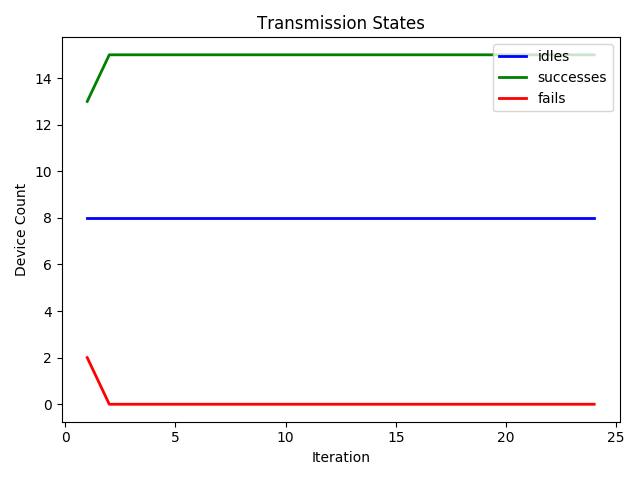 Transmission States
idles
successes
fails
14
12
10
8
6
4
2
0
Device Count
0 5 10 15 20 25
Iteration